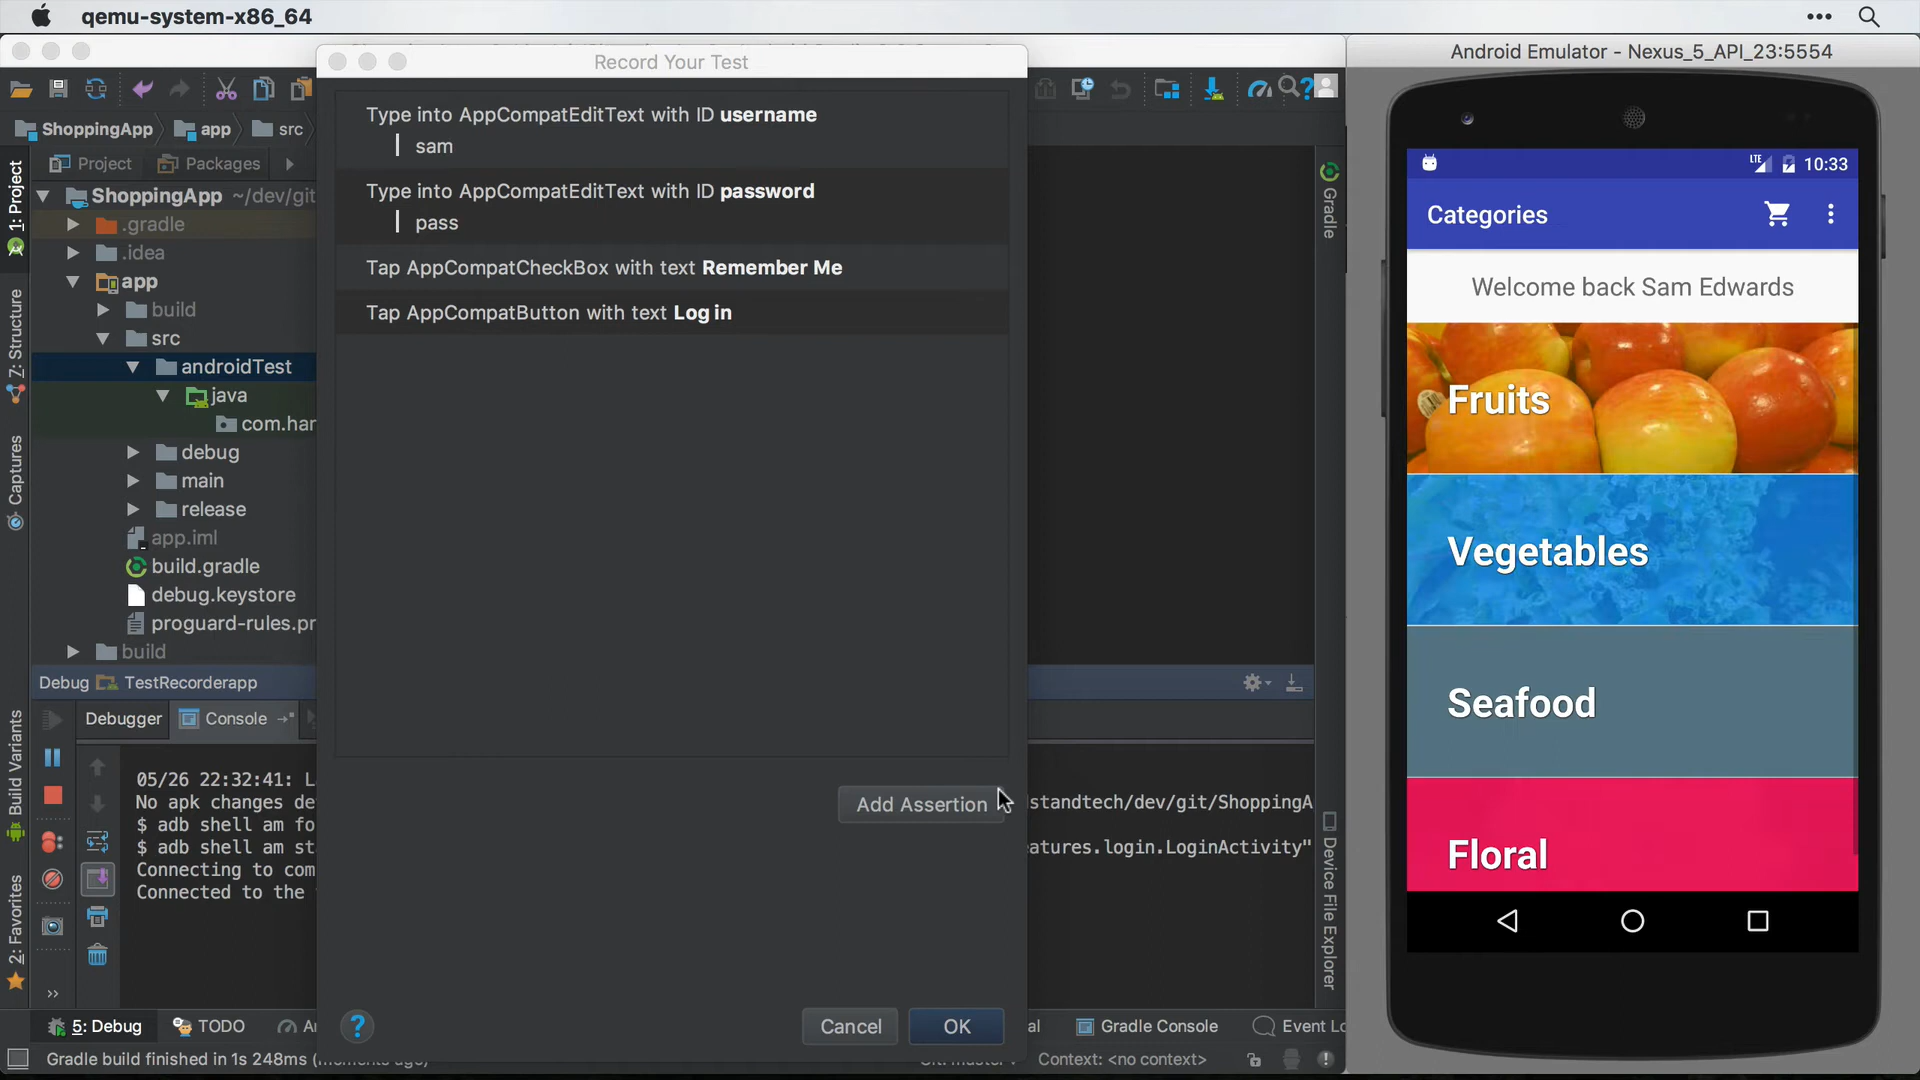 qemu-system-x86_64
Record Your Test
Android Emulator - Nexus_5_API_23:5554
ShoppingApp
app
src
Project
Packages
1: Project
Z: Structure
Captures
Build Variants
2: Favorites
ShoppingApp ~/dev/git
.gradle
.idea
app
build
src
androidTest
java
com.har
debug
main
release
app.iml
build.gradle
debug.keystore
proguard-rules.pr
build
Type into AppCompatEditText with ID username
sam
Type into AppCompatEditText with ID password
pass
Tap AppCompatCheckBox with text Remember Me
Tap AppCompatButton with text Log in
Add Assertion
Cancel
OK
?
Gradle
Device File Explorer
Debug TestRecorderapp
Debugger
Console
05/26 22:32:41: L
No apk changes de
standtech/dev/git/ShoppingA
$ adb shell am fo
$ adb shell am st
eatures.login.LoginActivity"
Connecting to com
Connected to the
5: Debug
TODO
Gradle Console
Event Lo
Gradle build finished in 1s 248ms
Context: <no context>
LTE
10:33
Categories
Welcome back Sam Edwards
Fruits
Vegetables
Seafood
Floral